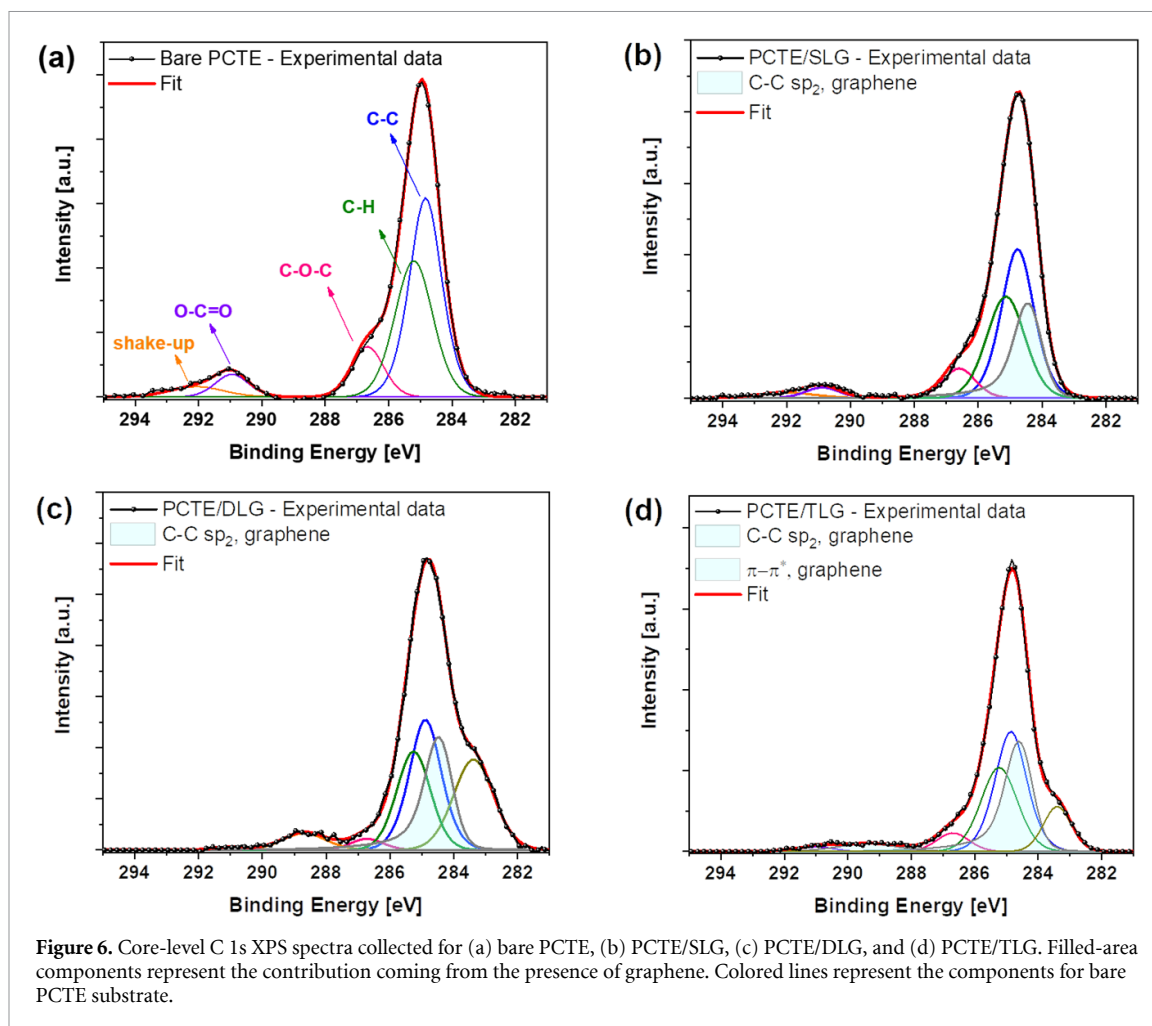 (a)
Bare PCTE - Experimental data
Fit
C-C
C-H
C-O-C
O-C=O
shake-up
Intensity [a.u.]
294 292 290 288 286 284 282
Binding Energy [eV]
(b)
PCTE/SLG - Experimental data
C-C sp₂, graphene
Fit
Intensity [a.u.]
294 292 290 288 286 284 282
Binding Energy [eV]
(c)
PCTE/DLG - Experimental data
C-C sp₂, graphene
Fit
Intensity [a.u.]
294 292 290 288 286 284 282
Binding Energy [eV]
(d)
PCTE/TLG - Experimental data
C-C sp₂, graphene
π–π*, graphene
Fit
Intensity [a.u.]
294 292 290 288 286 284 282
Binding Energy [eV]
Figure 6. Core-level C 1s XPS spectra collected for (a) bare PCTE, (b) PCTE/SLG, (c) PCTE/DLG, and (d) PCTE/TLG. Filled-area
components represent the contribution coming from the presence of graphene. Colored lines represent the components for bare
PCTE substrate.